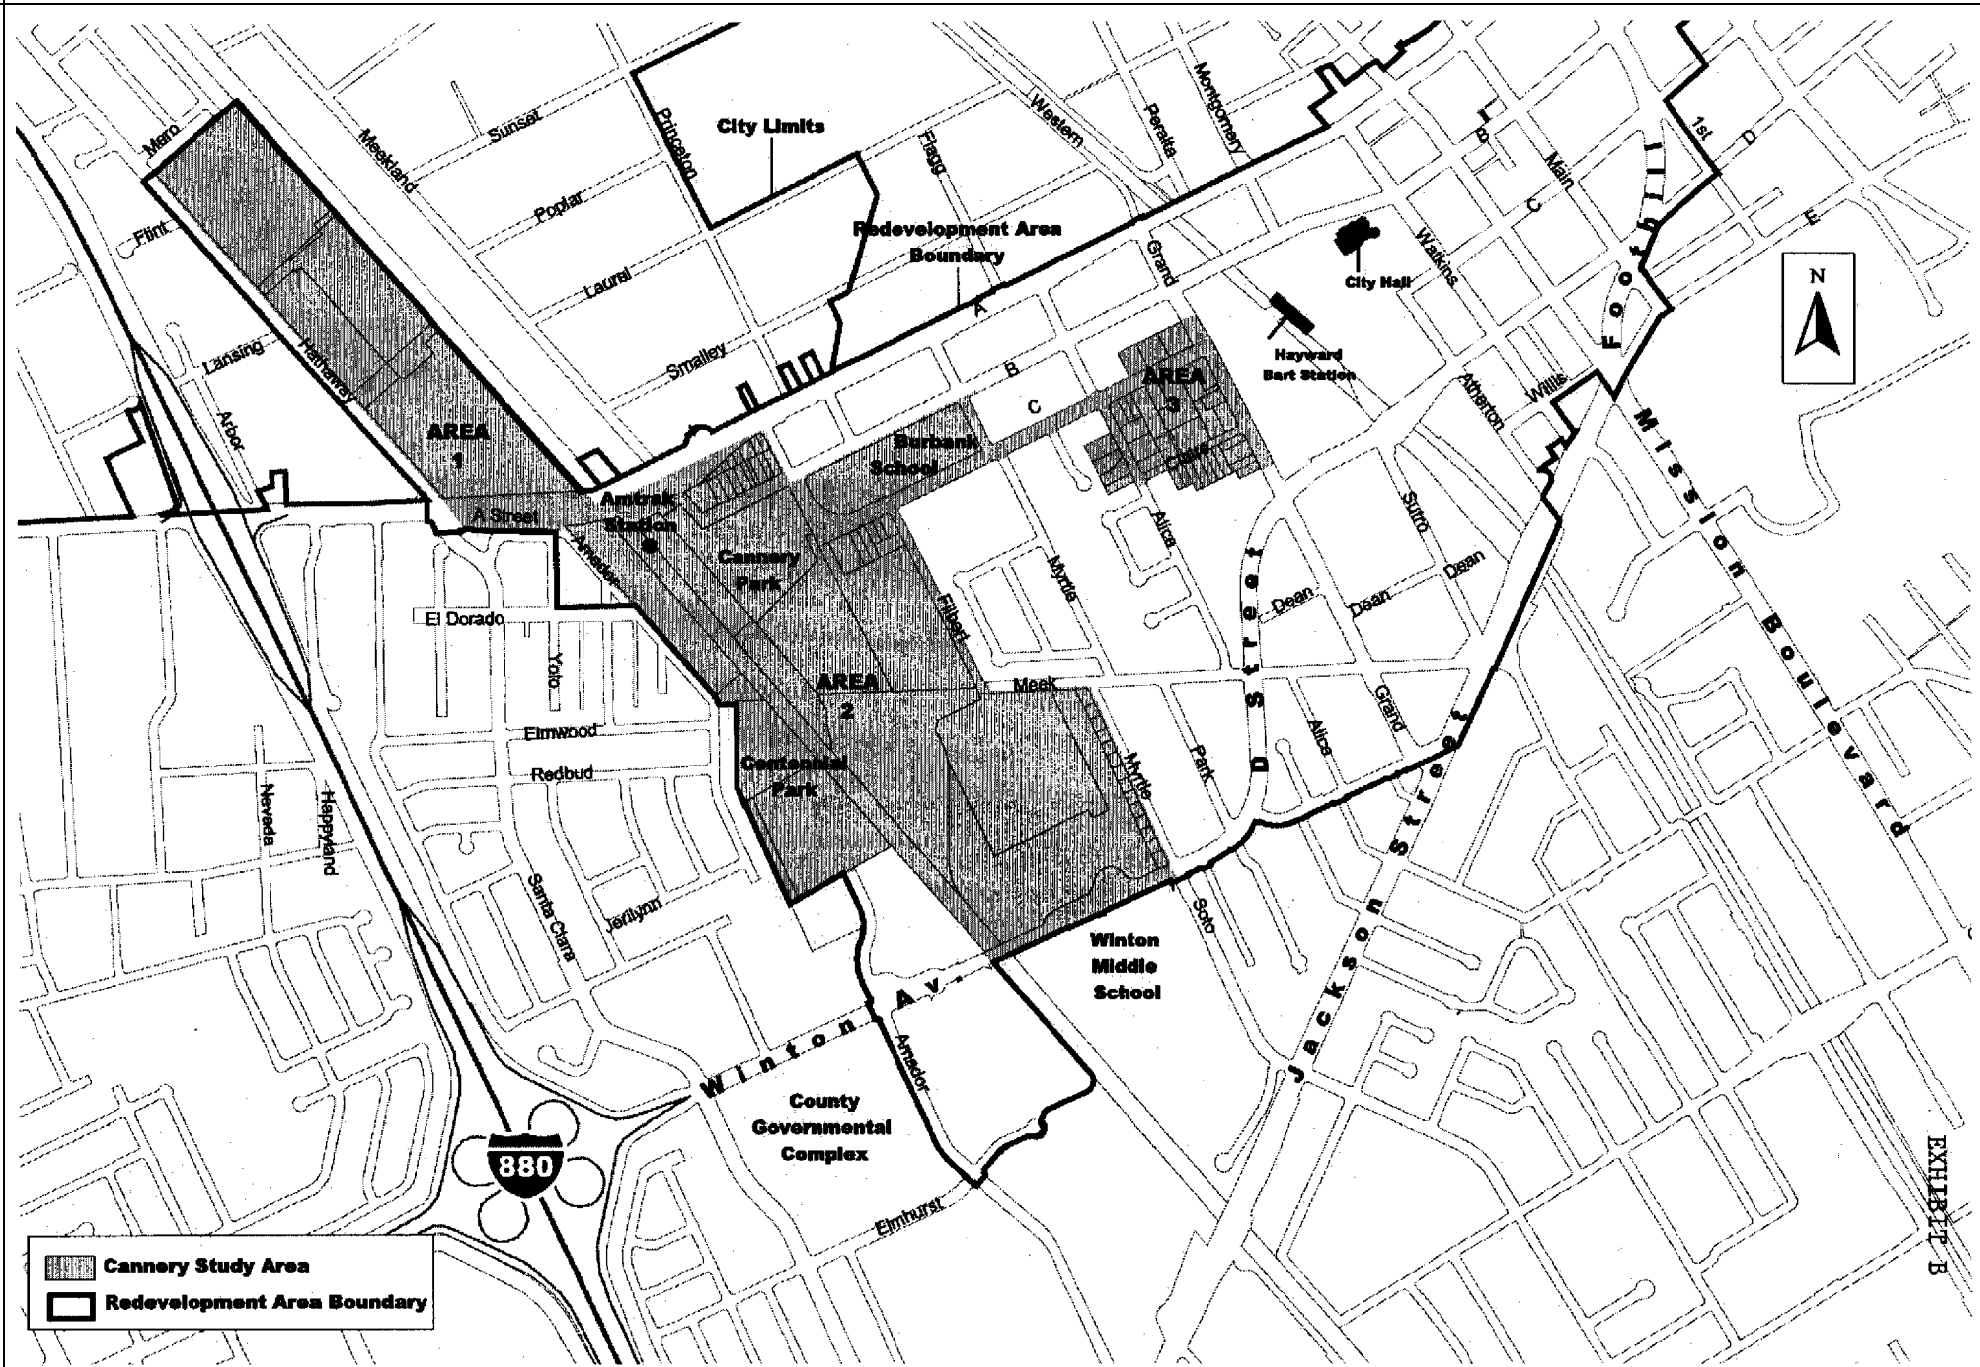 Mero
Meekland
Sunset
Princeton
City Limits
Flagg
Western
Peralta
Montgomery
1st
Main
C
D
E
1st
Foothill
Flint
Poplar
Laurel
Redevelopment Area
Boundary
Grand
City Hall
Watkins
N
Lansing
Hathaway
Smalley
A
B
C
Hayward
Bart Station
AREA
3
Claire
Atherton
Willis
Arbor
AREA
1
Burbank
School
Amtrak
Station
A Street
Amador
Cannery
Park
Filbert
Myrtle
Alica
Sutro
Dean
Dean
Dean
D Street
Mission Boulevard
El Dorado
Yolo
AREA
2
Meek
Elmwood
Redbud
Centennial
Park
Myrtle
Park
Alice
Grand
Jackson Street
Nevada
Happyland
Santa Clara
Jerilynn
Soto
Winton
Middle
School
Winton Av.
Amador
County
Governmental
Complex
880
Elmhurst
EXHIBIT B
Cannery Study Area
Redevelopment Area Boundary